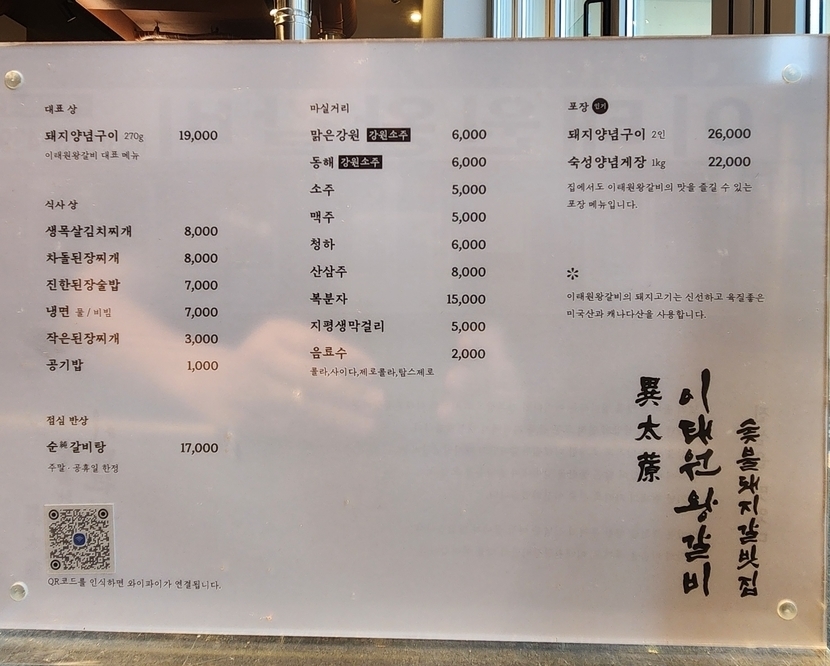 대표 상
돼지양념구이 270g 19,000
이태원왕갈비 대표 메뉴
식사 상
생목살김치찌개 8,000
차돌된장찌개 8,000
진한된장술밥 7,000
냉면 물 / 비빔 7,000
작은된장찌개 3,000
공기밥 1,000
점심 반상
순純갈비탕 17,000
주말 · 공휴일 한정
QR코드를 인식하면 와이파이가 연결됩니다.
마실거리
맑은강원 강원소주 6,000
동해 강원소주 6,000
소주 5,000
맥주 5,000
청하 6,000
산삼주 8,000
복분자 15,000
지평생막걸리 5,000
음료수 2,000
콜라,사이다,제로콜라,탐스제로
포장 인기
돼지양념구이 2인 26,000
숙성양념게장 1kg 22,000
집에서도 이태원왕갈비의 맛을 즐길 수 있는
포장 메뉴입니다.
*
이태원왕갈비의 돼지고기는 신선하고 육질좋은
미국산과 캐나다산을 사용합니다.
숯불돼지갈빗집
이태원왕갈비
異太原